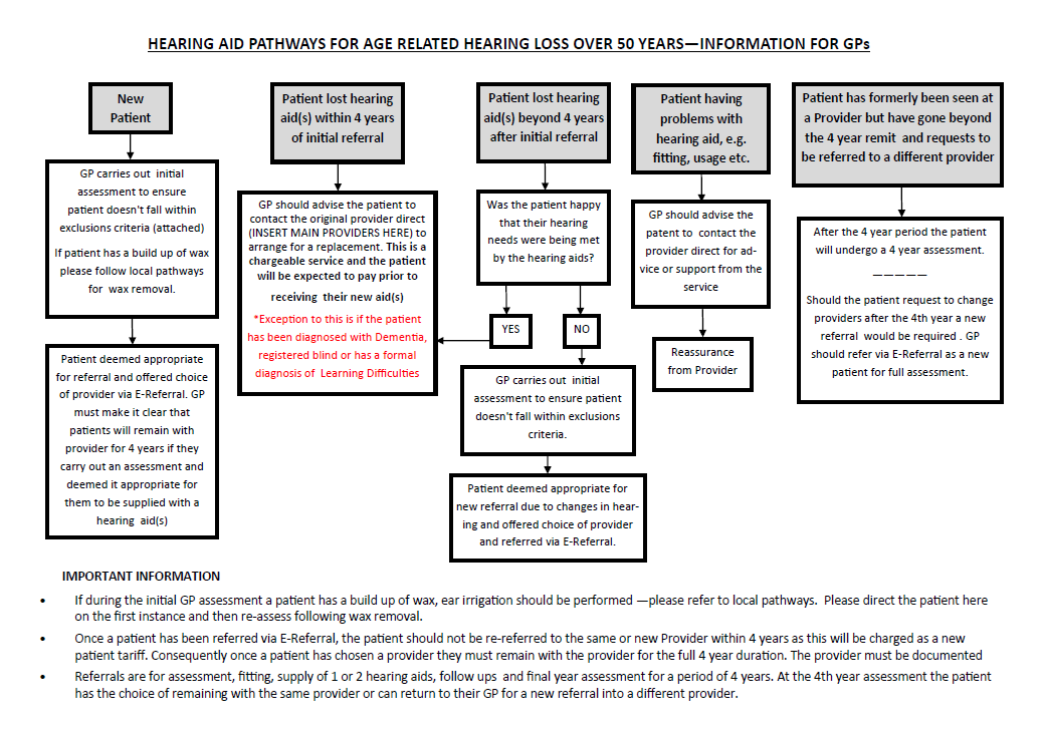 HEARING AID PATHWAYS FOR AGE RELATED HEARING LOSS OVER 50 YEARS—INFORMATION FOR GPs
New
Patient
GP carries out initial
assessment to ensure
patient doesn't fall within
exclusions criteria (attached)
If patient has a build up of wax
please follow local pathways
for wax removal.
Patient deemed appropriate
for referral and offered choice
of provider via E-Referral. GP
must make it clear that
patients will remain with
provider for 4 years if they
carry out an assessment and
deemed it appropriate for
them to be supplied with a
hearing aid(s)
Patient lost hearing
aid(s) within 4 years
of initial referral
GP should advise the patient to
contact the original provider direct
(INSERT MAIN PROVIDERS HERE) to
arrange for a replacement. This is a
chargeable service and the patient
will be expected to pay prior to
receiving their new aid(s)
*Exception to this is if the patient
has been diagnosed with Dementia,
registered blind or has a formal
diagnosis of Learning Difficulties
Patient lost hearing
aid(s) beyond 4 years
after initial referral
Was the patient happy
that their hearing
needs were being met
by the hearing aids?
YES
NO
GP carries out initial
assessment to ensure patient
doesn't fall within exclusions
criteria.
Patient deemed appropriate for
new referral due to changes in hear-
ing and offered choice of provider
and referred via E-Referral.
Patient having
problems with
hearing aid, e.g.
fitting, usage etc.
GP should advise the
patent to contact the
provider direct for ad-
vice or support from the
service
Reassurance
from Provider
Patient has formerly been seen at
a Provider but have gone beyond
the 4 year remit and requests to
be referred to a different provider
After the 4 year period the patient
will undergo a 4 year assessment.
—————
Should the patient request to change
providers after the 4th year a new
referral would be required . GP
should refer via E-Referral as a new
patient for full assessment.
IMPORTANT INFORMATION
• If during the initial GP assessment a patient has a build up of wax, ear irrigation should be performed —please refer to local pathways. Please direct the patient here
on the first instance and then re-assess following wax removal.
• Once a patient has been referred via E-Referral, the patient should not be re-referred to the same or new Provider within 4 years as this will be charged as a new
patient tariff. Consequently once a patient has chosen a provider they must remain with the provider for the full 4 year duration. The provider must be documented
• Referrals are for assessment, fitting, supply of 1 or 2 hearing aids, follow ups and final year assessment for a period of 4 years. At the 4th year assessment the patient
has the choice of remaining with the same provider or can return to their GP for a new referral into a different provider.